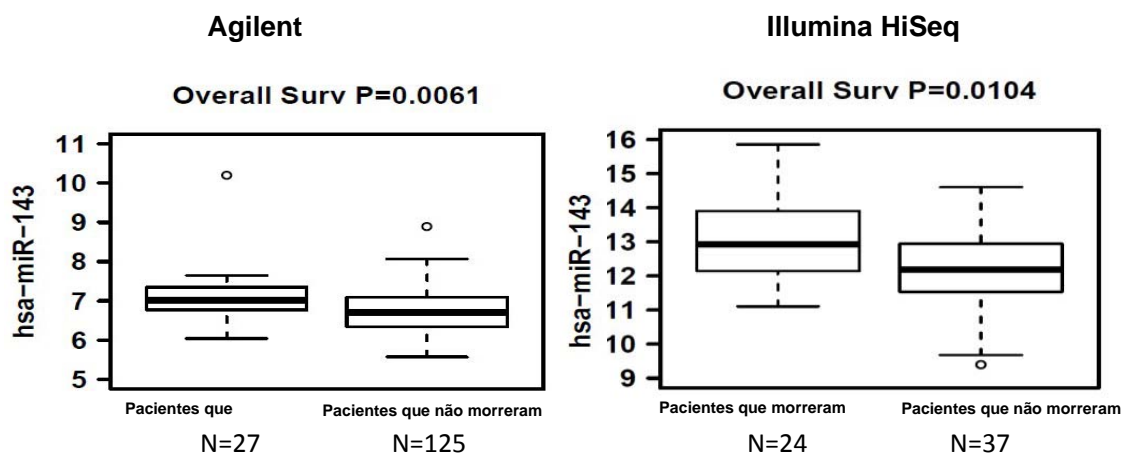 Agilent
Overall Surv P=0.0061
hsa-miR-143
11
10
9
8
7
6
5
Pacientes que
Pacientes que não morreram
N=27
N=125
Illumina HiSeq
Overall Surv P=0.0104
hsa-miR-143
16
15
14
13
12
11
10
9
Pacientes que morreram
Pacientes que não morreram
N=24
N=37